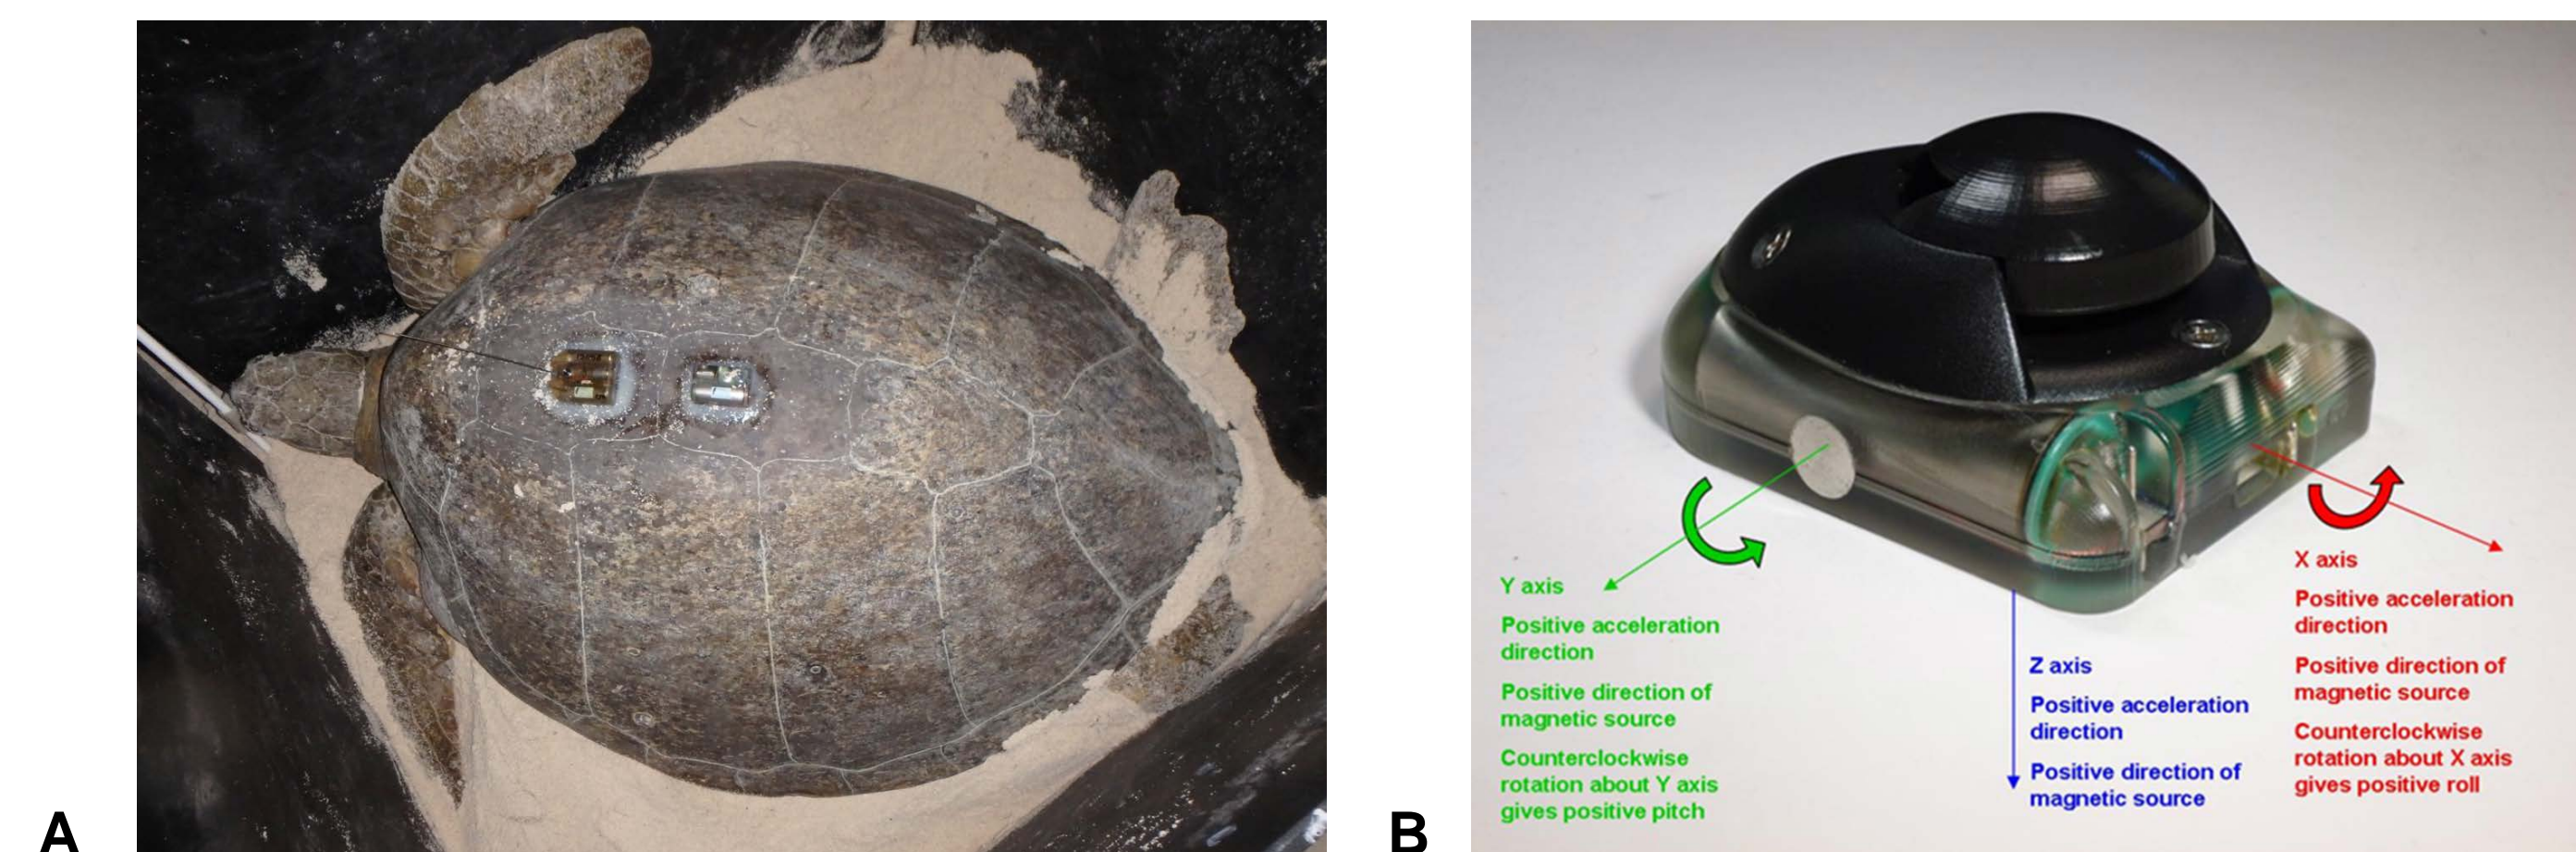 A
B
Y axis
Positive acceleration
direction
Positive direction of
magnetic source
Counterclockwise
rotation about Y axis
gives positive pitch
Z axis
Positive acceleration
direction
Positive direction of
magnetic source
X axis
Positive acceleration
direction
Positive direction of
magnetic source
Counterclockwise
rotation about X axis
gives positive roll